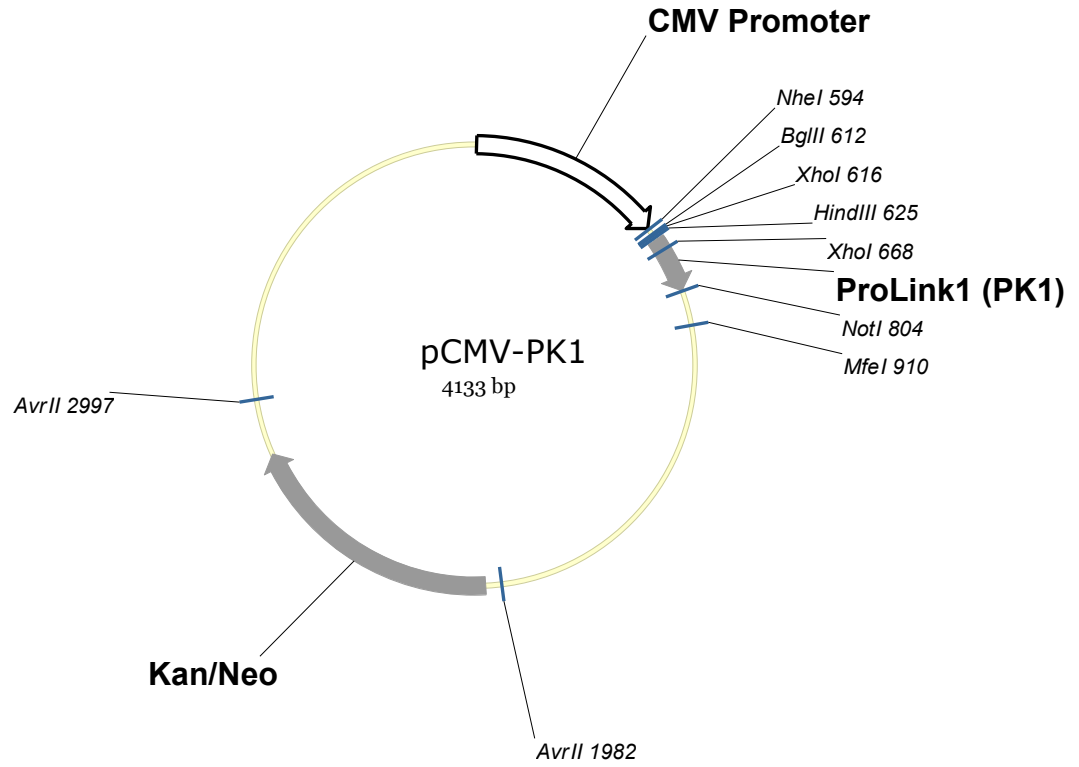 CMV Promoter
NheI 594
BglII 612
XhoI 616
HindIII 625
XhoI 668
ProLink1 (PK1)
NotI 804
MfeI 910
pCMV-PK1
4133 bp
AvrII 2997
Kan/Neo
AvrII 1982